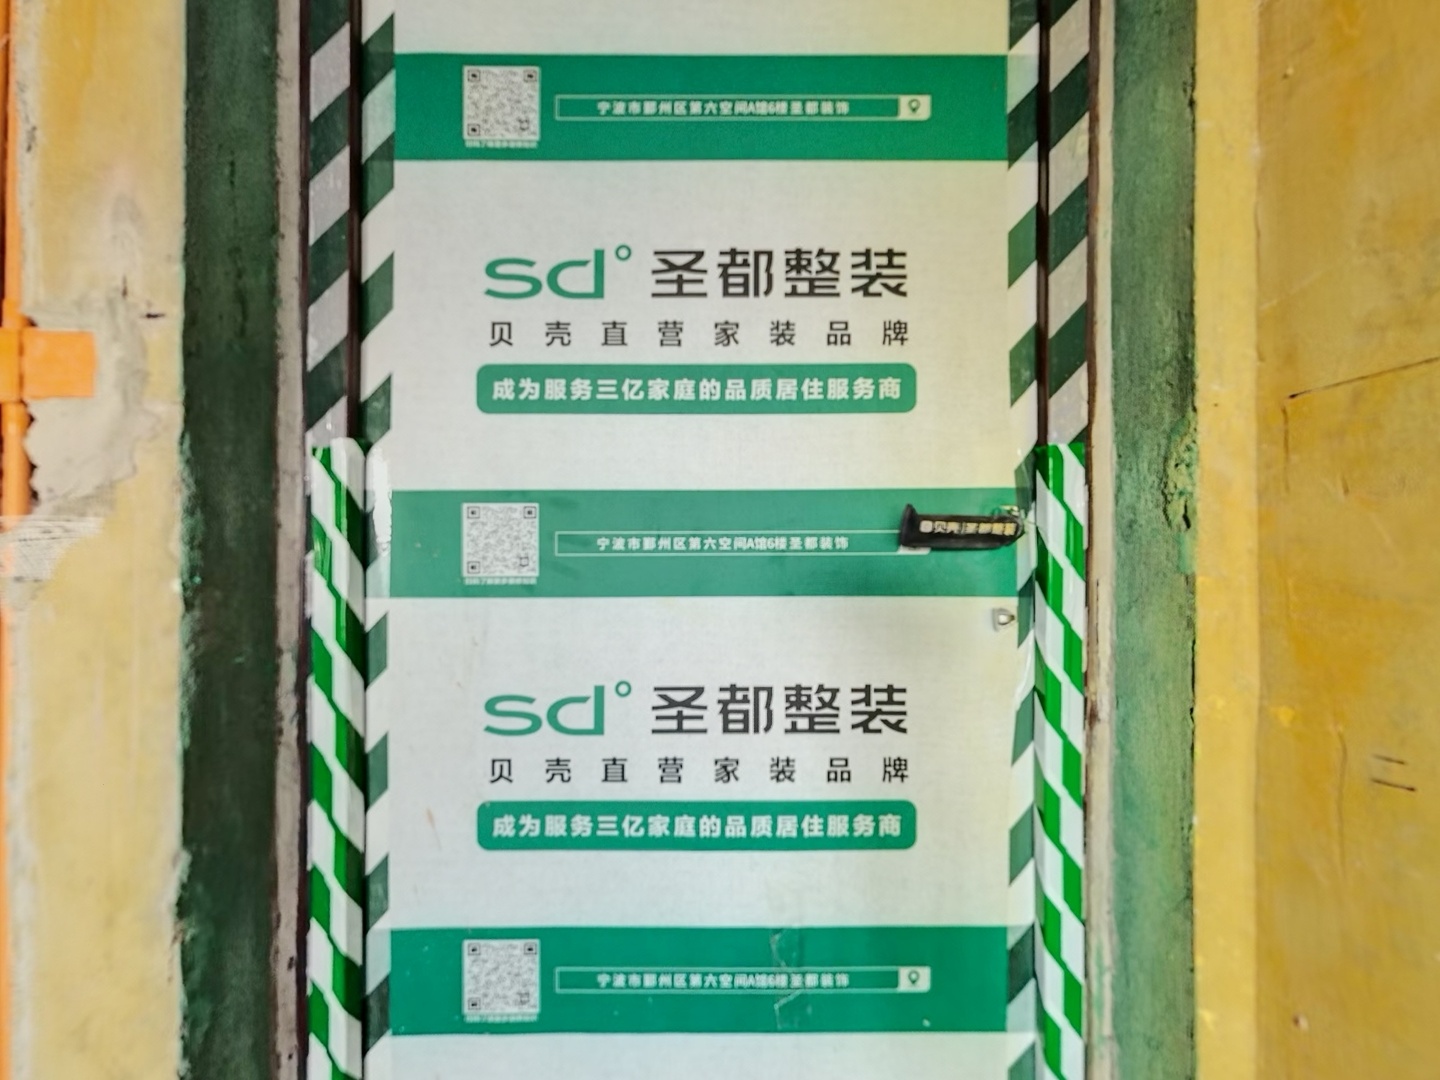 宁波市鄞州区第六空间A馆6楼圣都装饰
sd° 圣都整装
贝壳直营家装品牌
成为服务三亿家庭的品质居住服务商
宁波市鄞州区第六空间A馆6楼圣都装饰
贝壳
sd° 圣都整装
贝壳直营家装品牌
成为服务三亿家庭的品质居住服务商
宁波市鄞州区第六空间A馆6楼圣都装饰